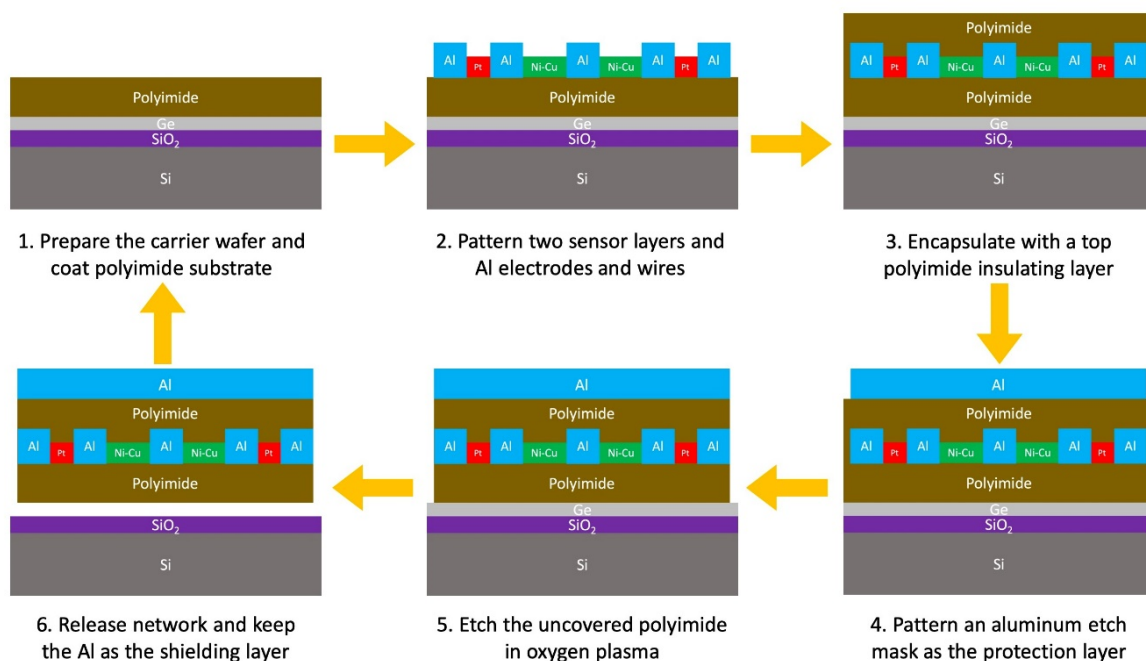 Polyimide
Ge
SiO₂
Si
1. Prepare the carrier wafer and
coat polyimide substrate
Al Pt Al Ni-Cu Al Ni-Cu Al Pt Al
Polyimide
Ge
SiO₂
Si
2. Pattern two sensor layers and
Al electrodes and wires
Polyimide
Al Pt Al Ni-Cu Al Ni-Cu Al Pt Al
Polyimide
Ge
SiO₂
Si
3. Encapsulate with a top
polyimide insulating layer
Al
Polyimide
Al Pt Al Ni-Cu Al Ni-Cu Al Pt Al
Polyimide
Ge
SiO₂
Si
4. Pattern an aluminum etch
mask as the protection layer
Al
Polyimide
Al Pt Al Ni-Cu Al Ni-Cu Al Pt Al
Polyimide
Ge
SiO₂
Si
5. Etch the uncovered polyimide
in oxygen plasma
Al
Polyimide
Al Pt Al Ni-Cu Al Ni-Cu Al Pt Al
Polyimide
SiO₂
Si
6. Release network and keep
the Al as the shielding layer